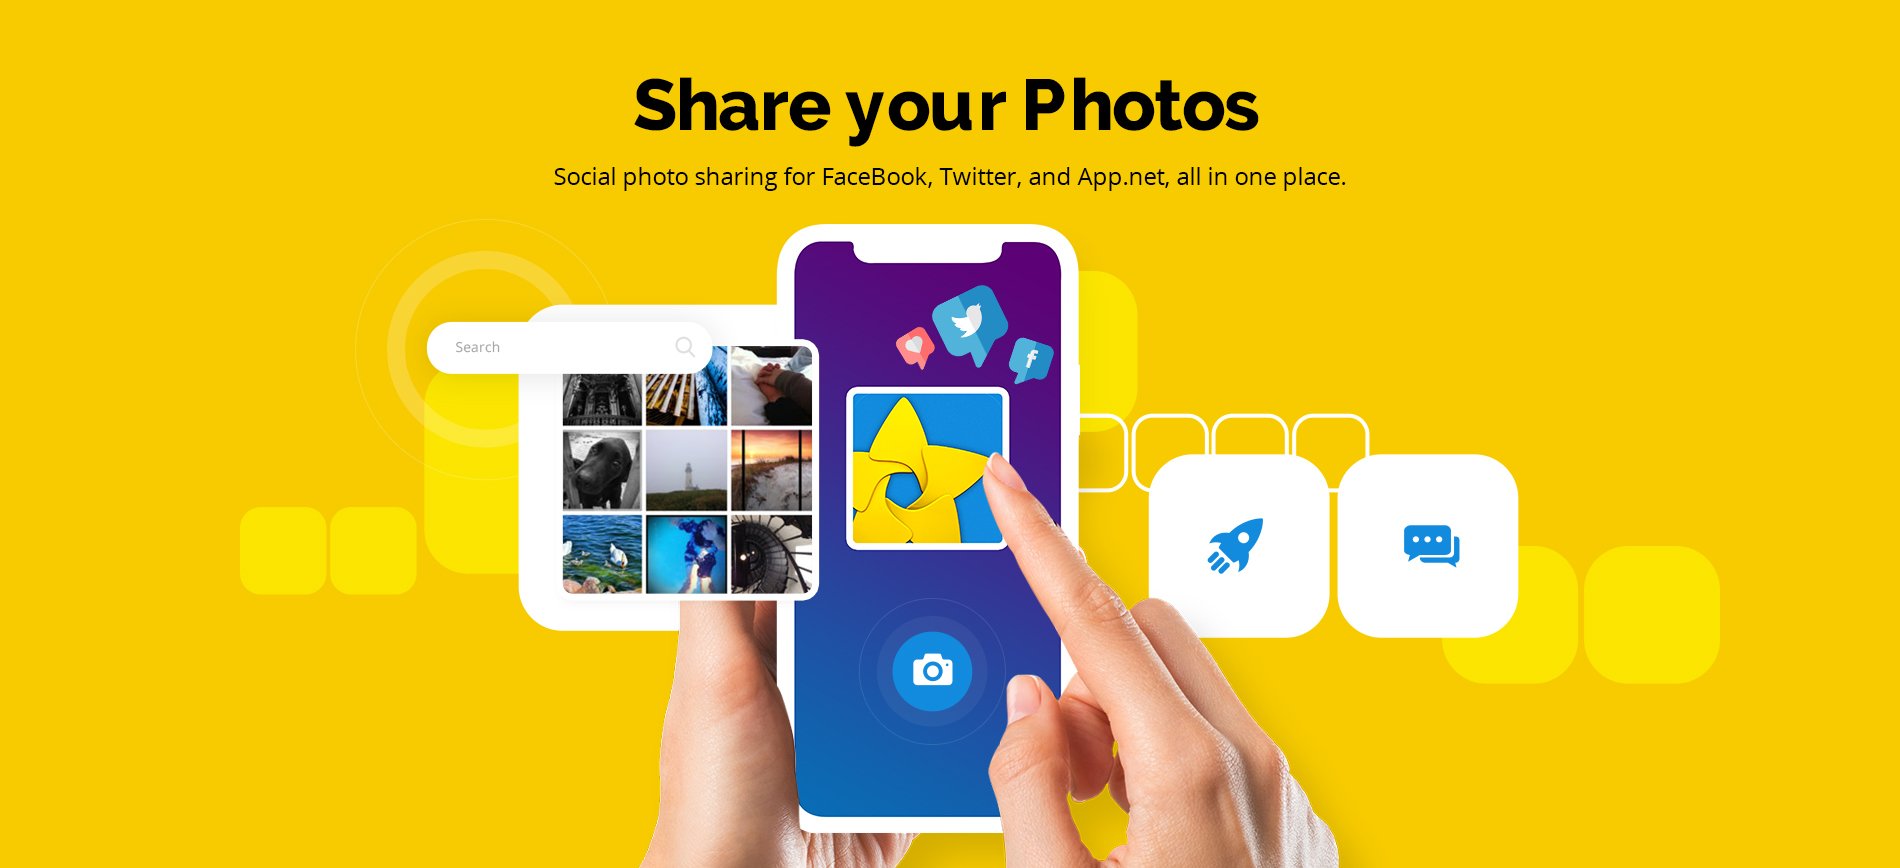 Share your Photos
Social photo sharing for FaceBook, Twitter, and App.net, all in one place.
Search
f